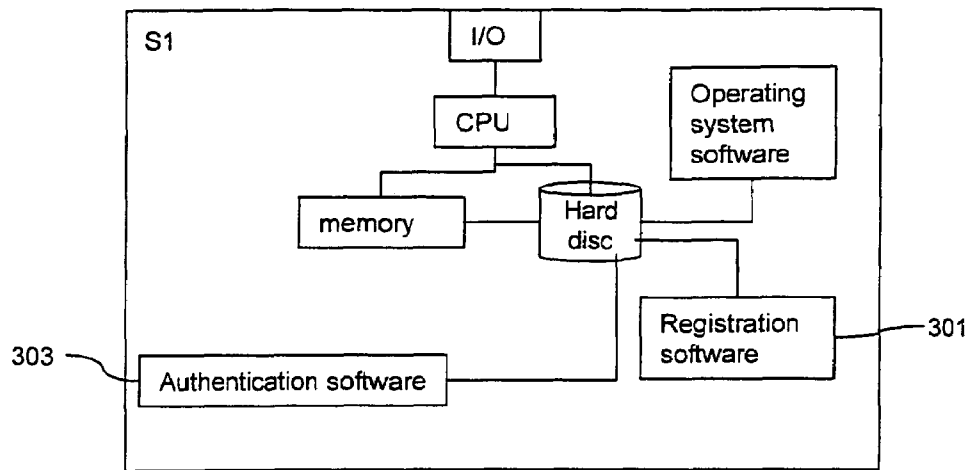 S1
I/O
CPU
Operating
system
software
memory
Hard
disc
Registration
software
301
303
Authentication software